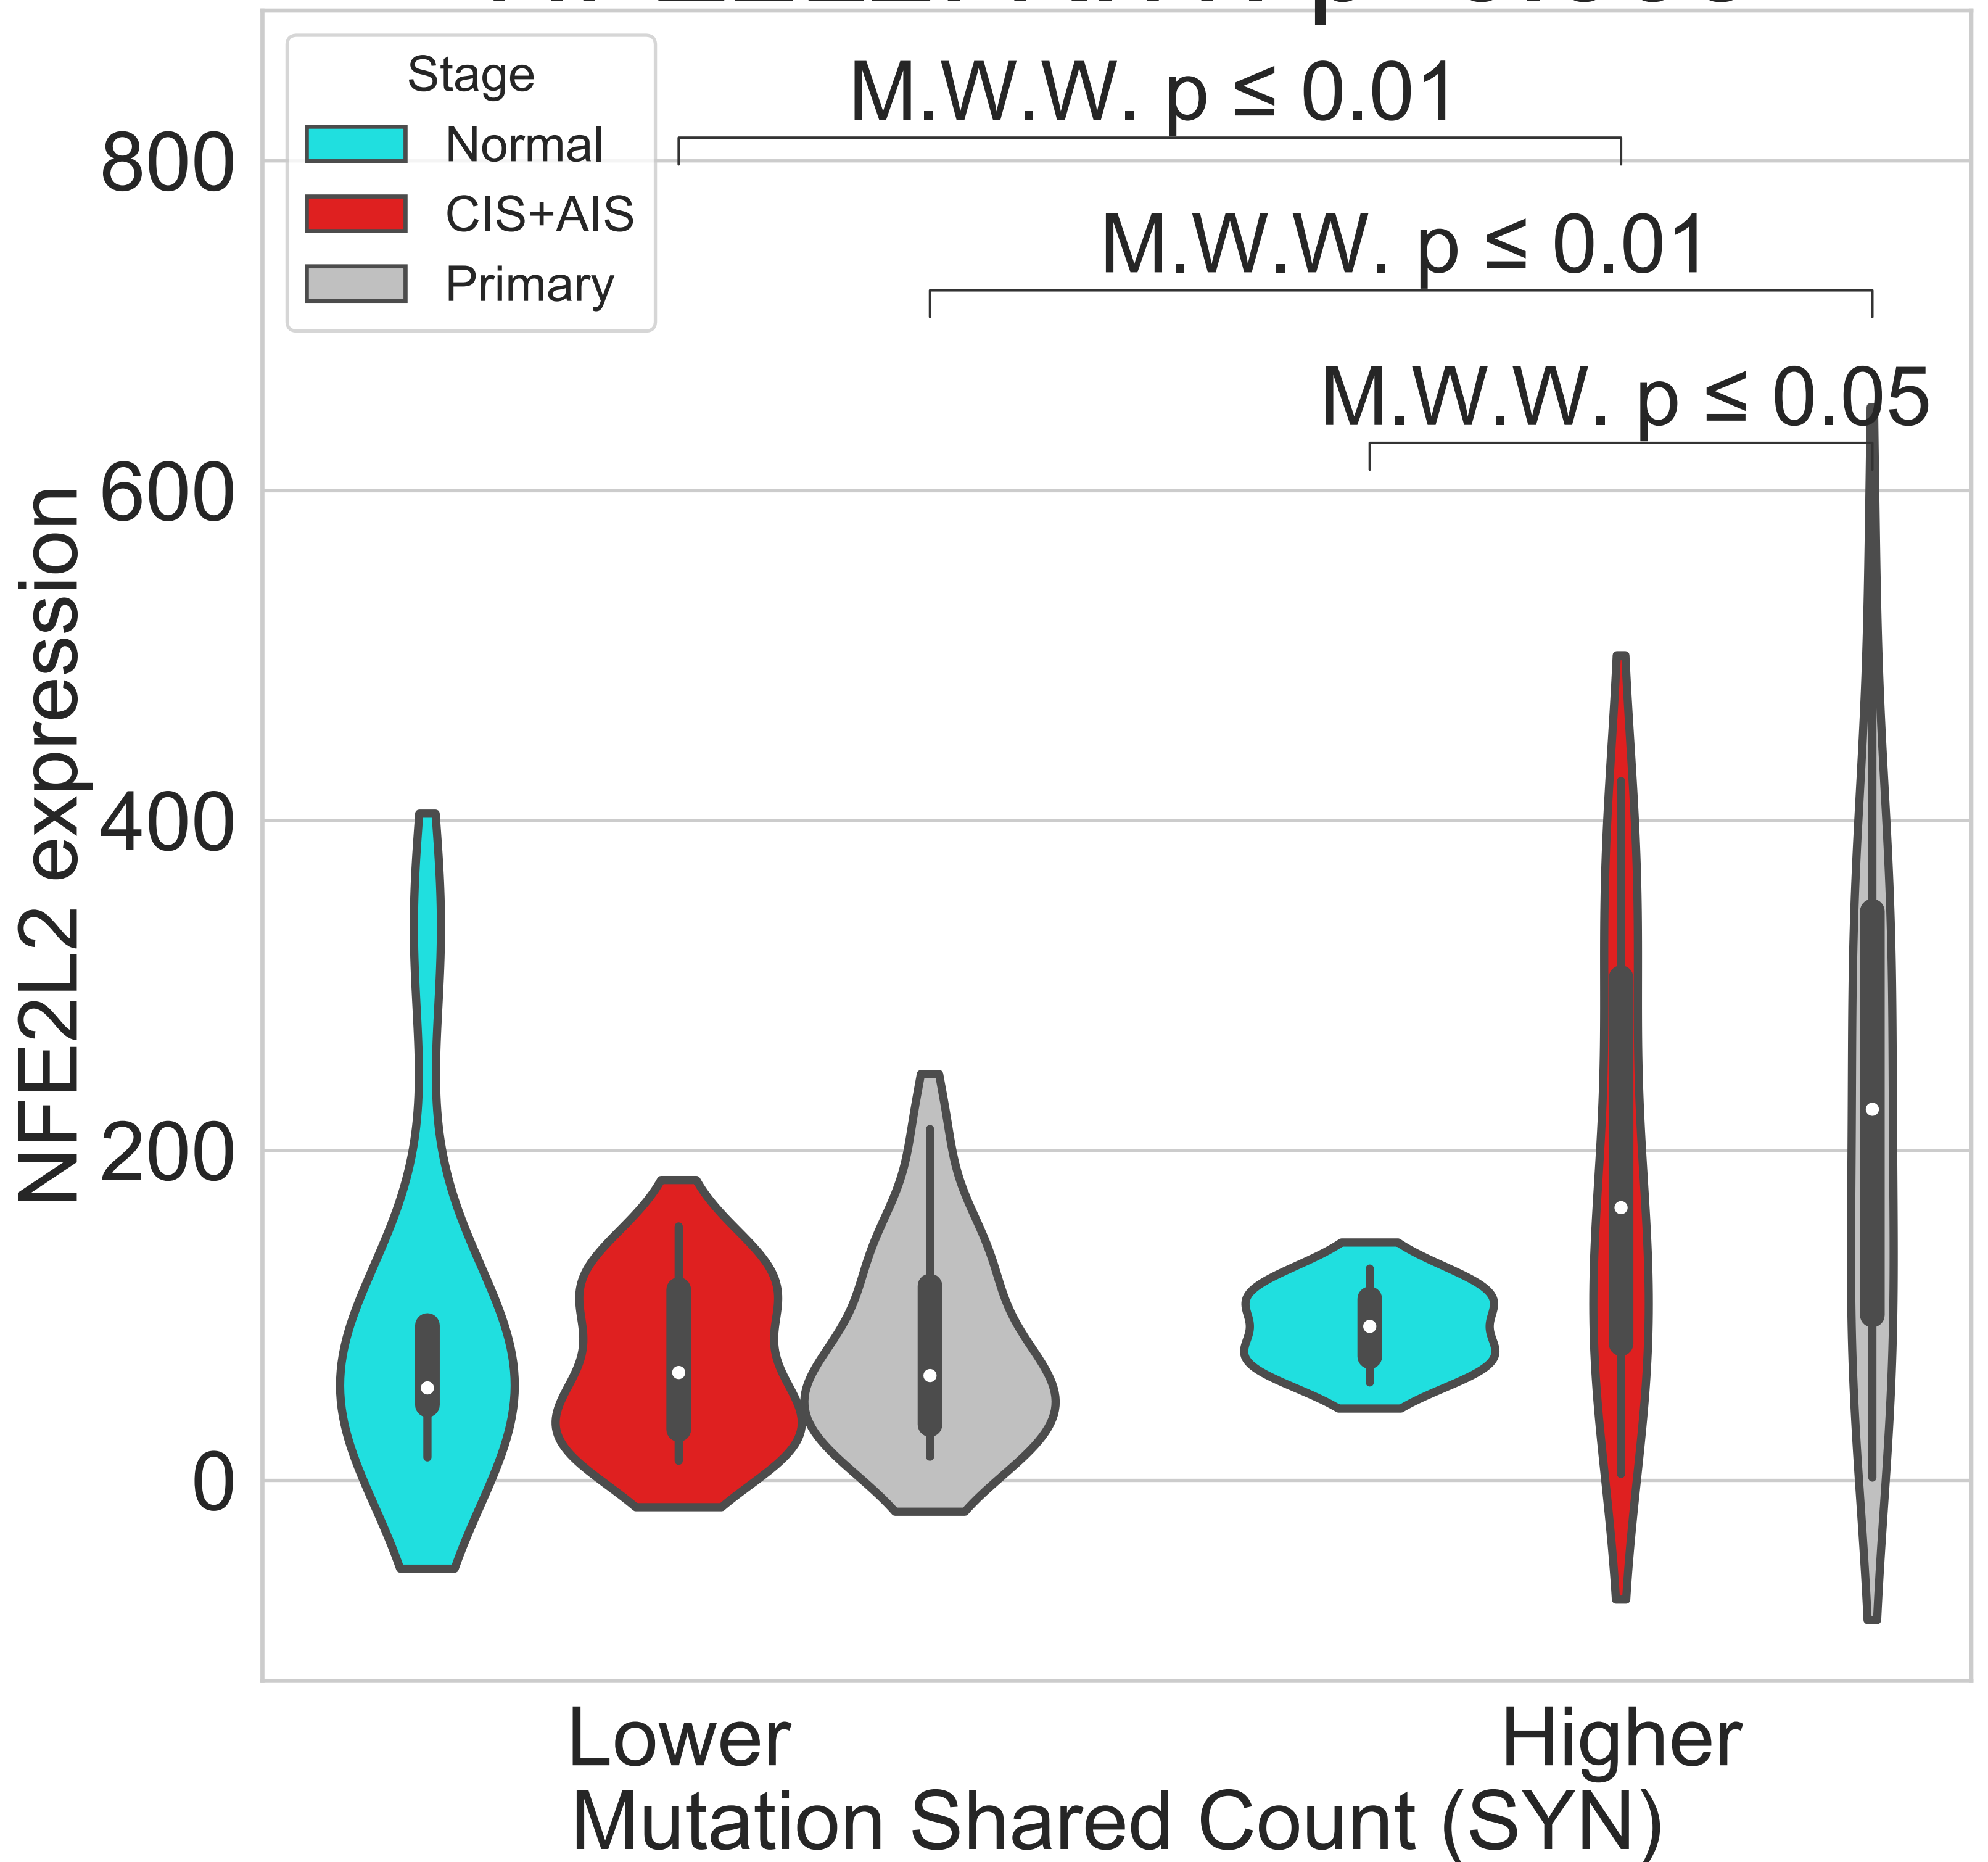 Stage
Normal
CIS+AIS
Primary
M.W.W. p ≤ 0.01
M.W.W. p ≤ 0.01
M.W.W. p ≤ 0.05
800
600
400
200
0
NFE2L2 expression
Lower
Higher
Mutation Shared Count (SYN)